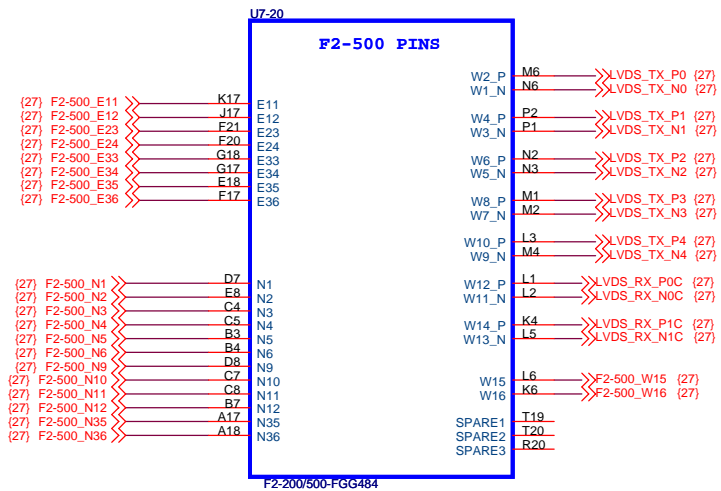 U7-20
F2-500 PINS
{27} F2-500_E11 K17 E11
{27} F2-500_E12 J17 E12
{27} F2-500_E23 F21 E23
{27} F2-500_E24 F20 E24
{27} F2-500_E33 G18 E33
{27} F2-500_E34 G17 E34
{27} F2-500_E35 E18 E35
{27} F2-500_E36 F17 E36
{27} F2-500_N1 D7 N1
{27} F2-500_N2 E8 N2
{27} F2-500_N3 C4 N3
{27} F2-500_N4 C5 N4
{27} F2-500_N5 B3 N5
{27} F2-500_N6 B4 N6
{27} F2-500_N9 D8 N9
{27} F2-500_N10 C7 N10
{27} F2-500_N11 C8 N11
{27} F2-500_N12 B7 N12
{27} F2-500_N35 A17 N35
{27} F2-500_N36 A18 N36
W2_P M6 LVDS_TX_P0 {27}
W1_N N6 LVDS_TX_N0 {27}
W4_P P2 LVDS_TX_P1 {27}
W3_N P1 LVDS_TX_N1 {27}
W6_P N2 LVDS_TX_P2 {27}
W5_N N3 LVDS_TX_N2 {27}
W8_P M1 LVDS_TX_P3 {27}
W7_N M2 LVDS_TX_N3 {27}
W10_P L3 LVDS_TX_P4 {27}
W9_N M4 LVDS_TX_N4 {27}
W12_P L1 LVDS_RX_P0C {27}
W11_N L2 LVDS_RX_N0C {27}
W14_P K4 LVDS_RX_P1C {27}
W13_N L5 LVDS_RX_N1C {27}
W15 L6 F2-500_W15 {27}
W16 K6 F2-500_W16 {27}
SPARE1 T19
SPARE2 T20
SPARE3 R20
F2-200/500-FGG484